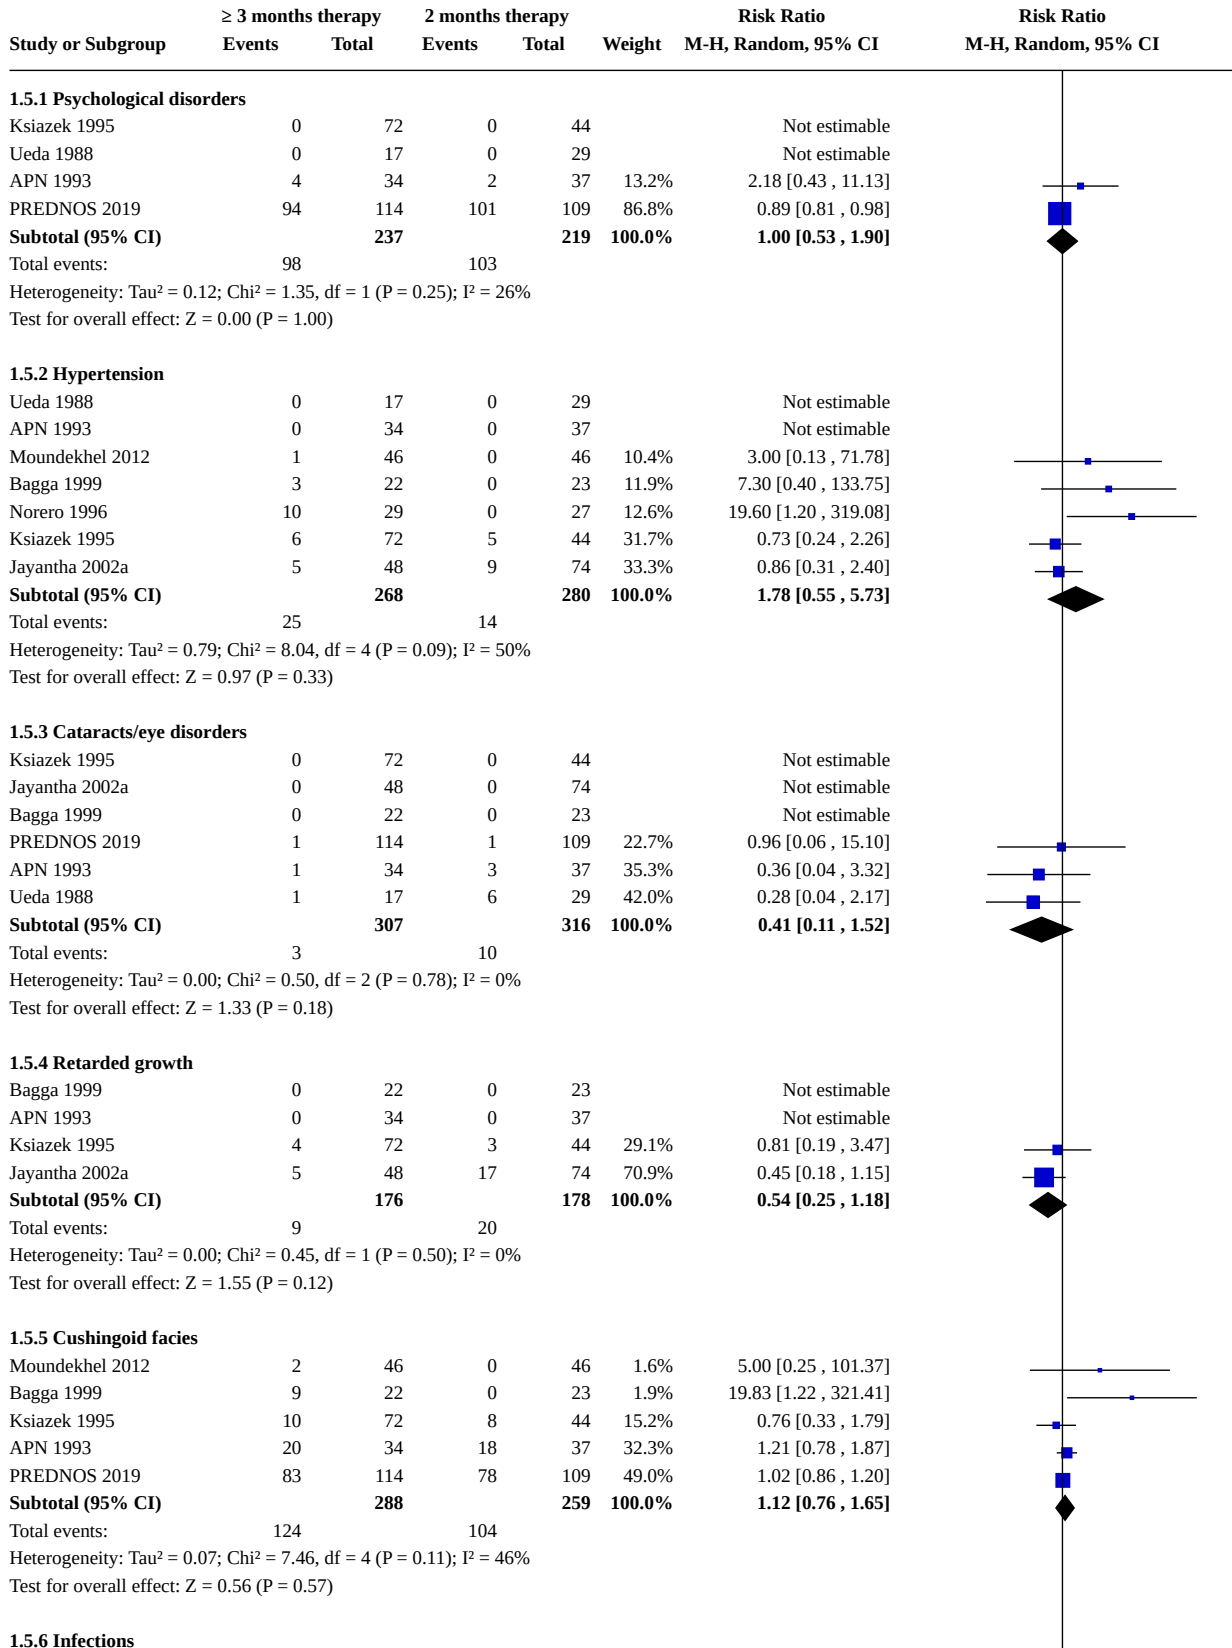 ≥ 3 months therapy 2 months therapy Risk Ratio Risk Ratio
Study or Subgroup Events Total Events Total Weight M-H, Random, 95% CI M-H, Random, 95% CI
1.5.1 Psychological disorders
Ksiazek 1995 0 72 0 44 Not estimable
Ueda 1988 0 17 0 29 Not estimable
APN 1993 4 34 2 37 13.2% 2.18 [0.43 , 11.13]
PREDNOS 2019 94 114 101 109 86.8% 0.89 [0.81 , 0.98]
Subtotal (95% CI) 237 219 100.0% 1.00 [0.53 , 1.90]
Total events: 98 103
Heterogeneity: Tau² = 0.12; Chi² = 1.35, df = 1 (P = 0.25); I² = 26%
Test for overall effect: Z = 0.00 (P = 1.00)
1.5.2 Hypertension
Ueda 1988 0 17 0 29 Not estimable
APN 1993 0 34 0 37 Not estimable
Moundekhel 2012 1 46 0 46 10.4% 3.00 [0.13 , 71.78]
Bagga 1999 3 22 0 23 11.9% 7.30 [0.40 , 133.75]
Norero 1996 10 29 0 27 12.6% 19.60 [1.20 , 319.08]
Ksiazek 1995 6 72 5 44 31.7% 0.73 [0.24 , 2.26]
Jayantha 2002a 5 48 9 74 33.3% 0.86 [0.31 , 2.40]
Subtotal (95% CI) 268 280 100.0% 1.78 [0.55 , 5.73]
Total events: 25 14
Heterogeneity: Tau² = 0.79; Chi² = 8.04, df = 4 (P = 0.09); I² = 50%
Test for overall effect: Z = 0.97 (P = 0.33)
1.5.3 Cataracts/eye disorders
Ksiazek 1995 0 72 0 44 Not estimable
Jayantha 2002a 0 48 0 74 Not estimable
Bagga 1999 0 22 0 23 Not estimable
PREDNOS 2019 1 114 1 109 22.7% 0.96 [0.06 , 15.10]
APN 1993 1 34 3 37 35.3% 0.36 [0.04 , 3.32]
Ueda 1988 1 17 6 29 42.0% 0.28 [0.04 , 2.17]
Subtotal (95% CI) 307 316 100.0% 0.41 [0.11 , 1.52]
Total events: 3 10
Heterogeneity: Tau² = 0.00; Chi² = 0.50, df = 2 (P = 0.78); I² = 0%
Test for overall effect: Z = 1.33 (P = 0.18)
1.5.4 Retarded growth
Bagga 1999 0 22 0 23 Not estimable
APN 1993 0 34 0 37 Not estimable
Ksiazek 1995 4 72 3 44 29.1% 0.81 [0.19 , 3.47]
Jayantha 2002a 5 48 17 74 70.9% 0.45 [0.18 , 1.15]
Subtotal (95% CI) 176 178 100.0% 0.54 [0.25 , 1.18]
Total events: 9 20
Heterogeneity: Tau² = 0.00; Chi² = 0.45, df = 1 (P = 0.50); I² = 0%
Test for overall effect: Z = 1.55 (P = 0.12)
1.5.5 Cushingoid facies
Moundekhel 2012 2 46 0 46 1.6% 5.00 [0.25 , 101.37]
Bagga 1999 9 22 0 23 1.9% 19.83 [1.22 , 321.41]
Ksiazek 1995 10 72 8 44 15.2% 0.76 [0.33 , 1.79]
APN 1993 20 34 18 37 32.3% 1.21 [0.78 , 1.87]
PREDNOS 2019 83 114 78 109 49.0% 1.02 [0.86 , 1.20]
Subtotal (95% CI) 288 259 100.0% 1.12 [0.76 , 1.65]
Total events: 124 104
Heterogeneity: Tau² = 0.07; Chi² = 7.46, df = 4 (P = 0.11); I² = 46%
Test for overall effect: Z = 0.56 (P = 0.57)
1.5.6 Infections